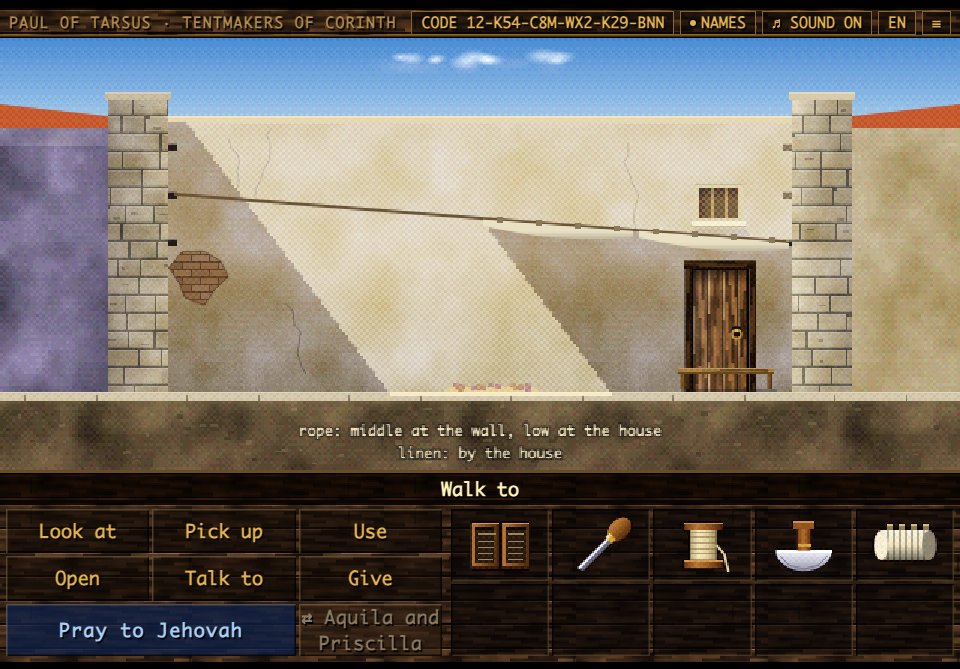 PAUL OF TARSUS · TENTMAKERS OF CORINTH
CODE 12-K54-C8M-WX2-K29-BNN
● NAMES
♬ SOUND ON
EN
≡
rope: middle at the wall, low at the house
linen: by the house
Walk to
Look at
Pick up
Use
Open
Talk to
Give
Pray to Jehovah
⇄ Aquila and
Priscilla